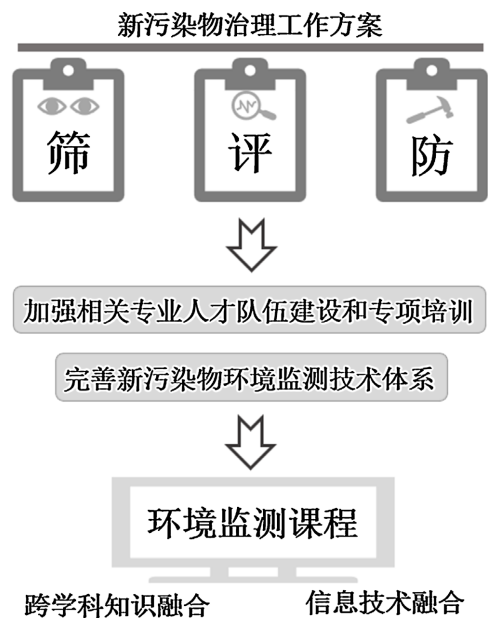 新污染物治理工作方案
筛 评 防
加强相关专业人才队伍建设和专项培训
完善新污染物环境监测技术体系
环境监测课程
跨学科知识融合 信息技术融合